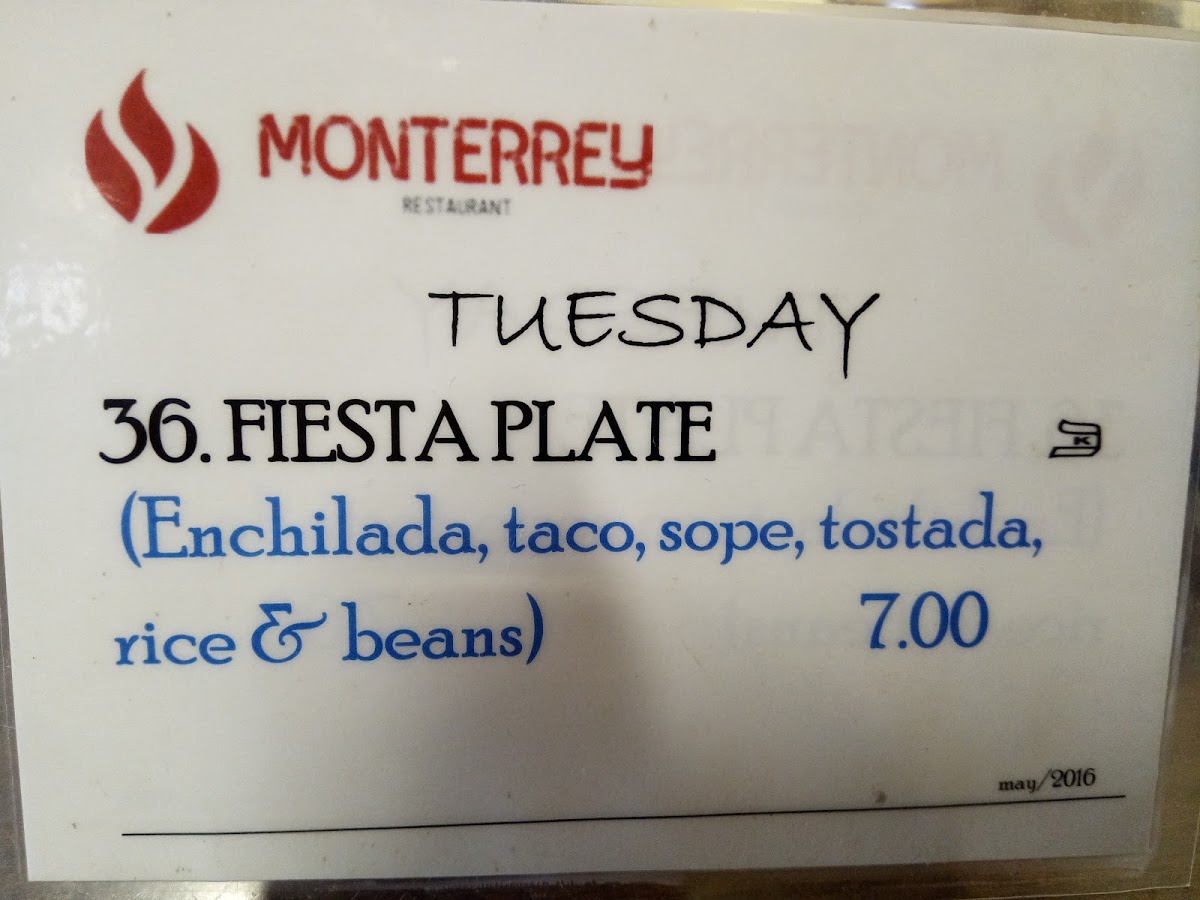 MONTERREY
RESTAURANT
TUESDAY
36. FIESTA PLATE
K
(Enchilada, taco, sope, tostada,
rice & beans) 7.00
may/2016